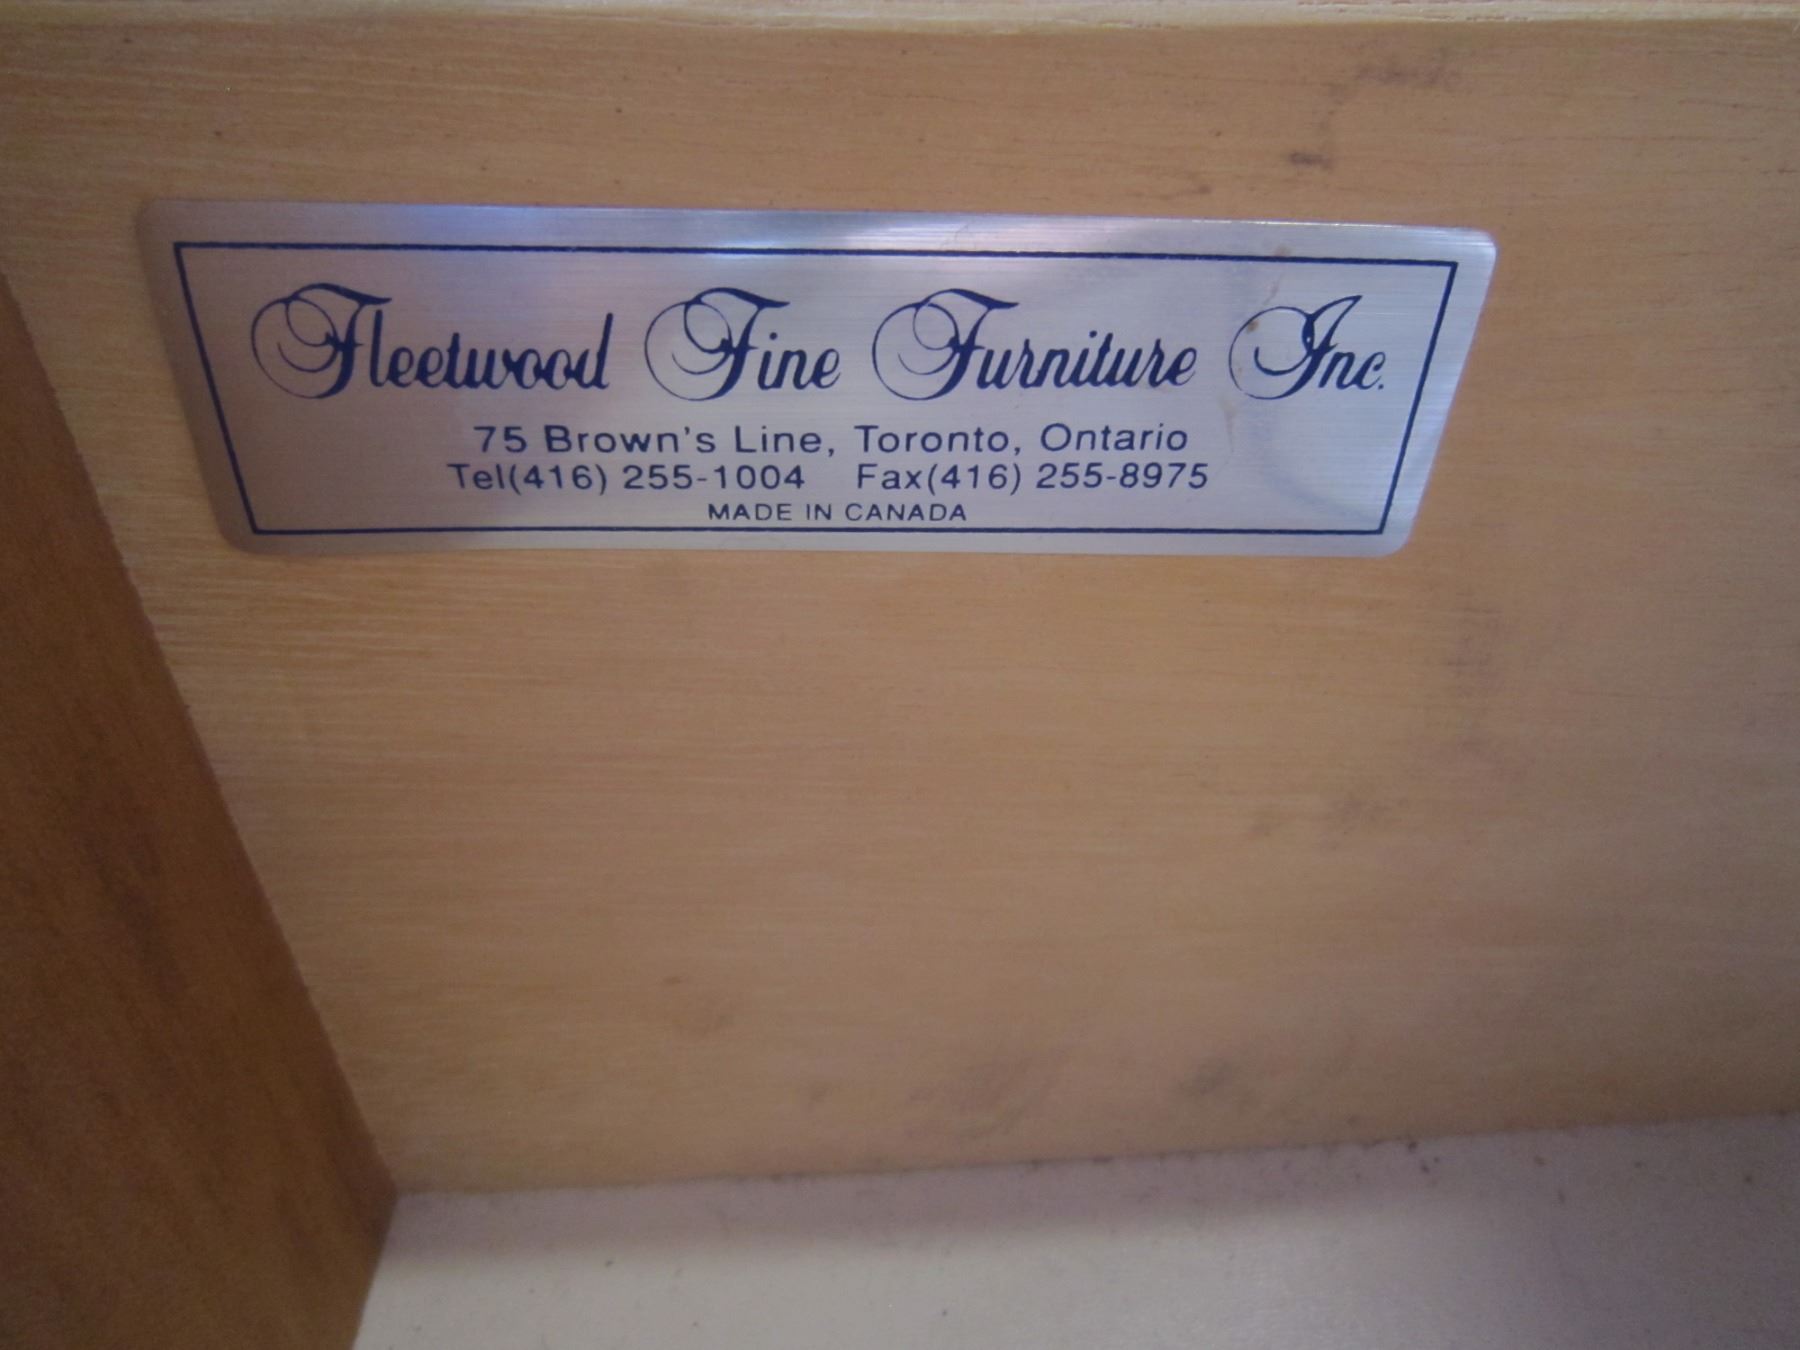 Fleetwood Fine Furniture Inc.
75 Brown's Line, Toronto, Ontario
Tel(416) 255-1004 Fax(416) 255-8975
MADE IN CANADA